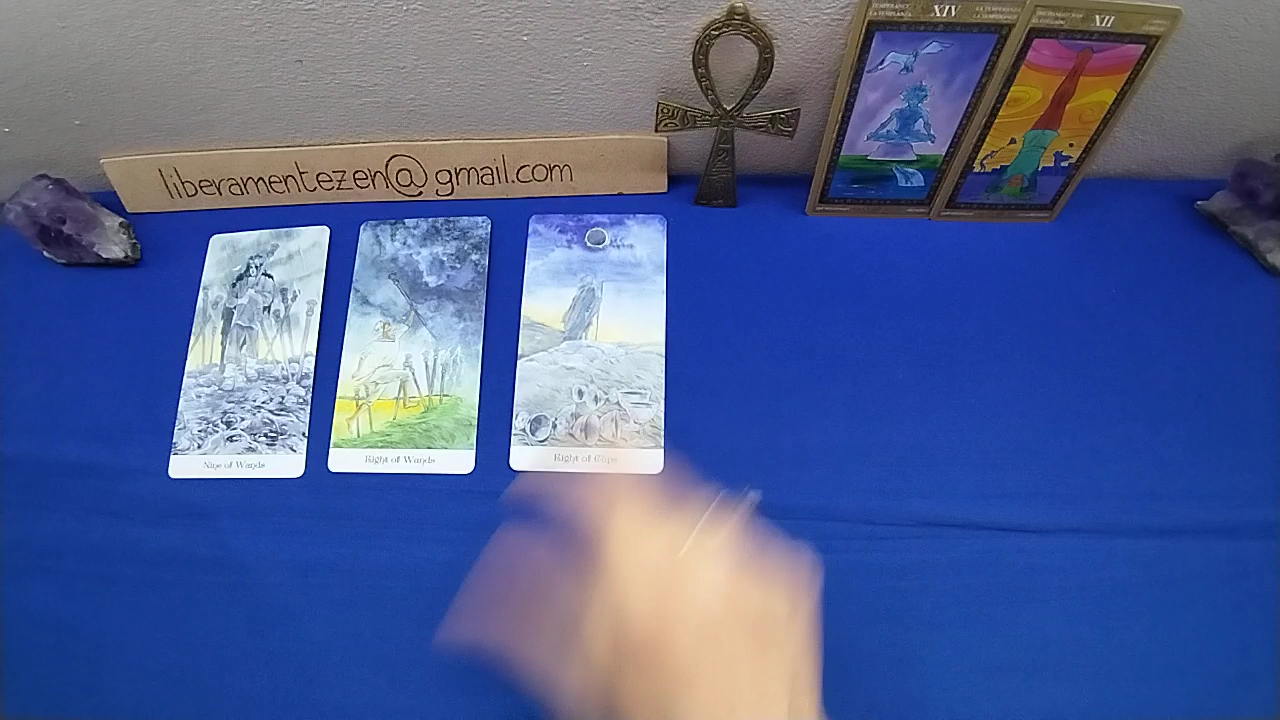 liberamentezen@gmail.com
XIV
XII
Nine of Wands
Eight of Wands
Eight of Cups